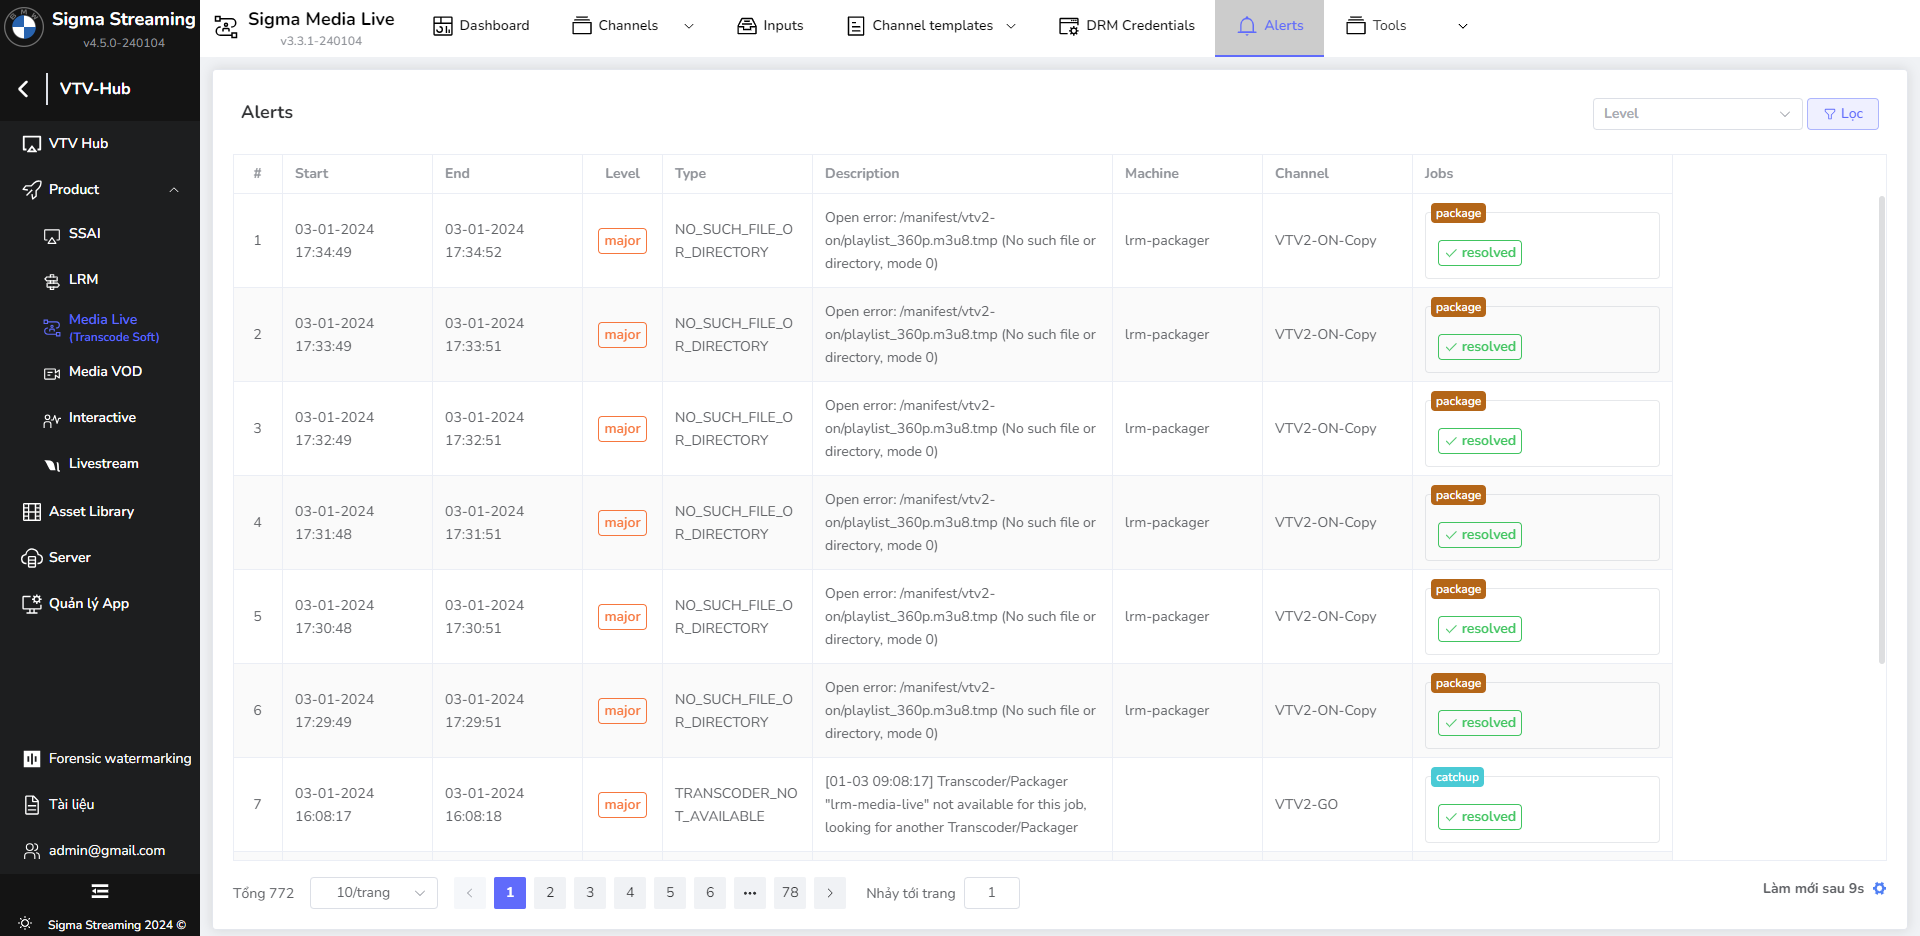 Sigma Streaming
v4.5.0-240104
VTV-Hub
VTV Hub
Product
SSAI
LRM
Media Live
(Transcode Soft)
Media VOD
Interactive
Livestream
Asset Library
Server
Quản lý App
Forensic watermarking
Tài liệu
admin@gmail.com
Sigma Streaming 2024 ©
Sigma Media Live
v3.3.1-240104
Dashboard
Channels
Inputs
Channel templates
DRM Credentials
Alerts
Tools
Alerts
Level
Lọc
# Start End Level Type Description Machine Channel Jobs
1
03-01-2024
17:34:49
03-01-2024
17:34:52
major
NO_SUCH_FILE_O
R_DIRECTORY
Open error: /manifest/vtv2-
on/playlist_360p.m3u8.tmp (No such file or
directory, mode 0)
lrm-packager
VTV2-ON-Copy
package
resolved
2
03-01-2024
17:33:49
03-01-2024
17:33:51
major
NO_SUCH_FILE_O
R_DIRECTORY
Open error: /manifest/vtv2-
on/playlist_360p.m3u8.tmp (No such file or
directory, mode 0)
lrm-packager
VTV2-ON-Copy
package
resolved
3
03-01-2024
17:32:49
03-01-2024
17:32:51
major
NO_SUCH_FILE_O
R_DIRECTORY
Open error: /manifest/vtv2-
on/playlist_360p.m3u8.tmp (No such file or
directory, mode 0)
lrm-packager
VTV2-ON-Copy
package
resolved
4
03-01-2024
17:31:48
03-01-2024
17:31:51
major
NO_SUCH_FILE_O
R_DIRECTORY
Open error: /manifest/vtv2-
on/playlist_360p.m3u8.tmp (No such file or
directory, mode 0)
lrm-packager
VTV2-ON-Copy
package
resolved
5
03-01-2024
17:30:48
03-01-2024
17:30:51
major
NO_SUCH_FILE_O
R_DIRECTORY
Open error: /manifest/vtv2-
on/playlist_360p.m3u8.tmp (No such file or
directory, mode 0)
lrm-packager
VTV2-ON-Copy
package
resolved
6
03-01-2024
17:29:49
03-01-2024
17:29:51
major
NO_SUCH_FILE_O
R_DIRECTORY
Open error: /manifest/vtv2-
on/playlist_360p.m3u8.tmp (No such file or
directory, mode 0)
lrm-packager
VTV2-ON-Copy
package
resolved
7
03-01-2024
16:08:17
03-01-2024
16:08:18
major
TRANSCODER_NO
T_AVAILABLE
[01-03 09:08:17] Transcoder/Packager
"lrm-media-live" not available for this job,
looking for another Transcoder/Packager
VTV2-GO
catchup
resolved
Tổng 772
10/trang
1 2 3 4 5 6 ••• 78
Nhảy tới trang
1
Làm mới sau 9s